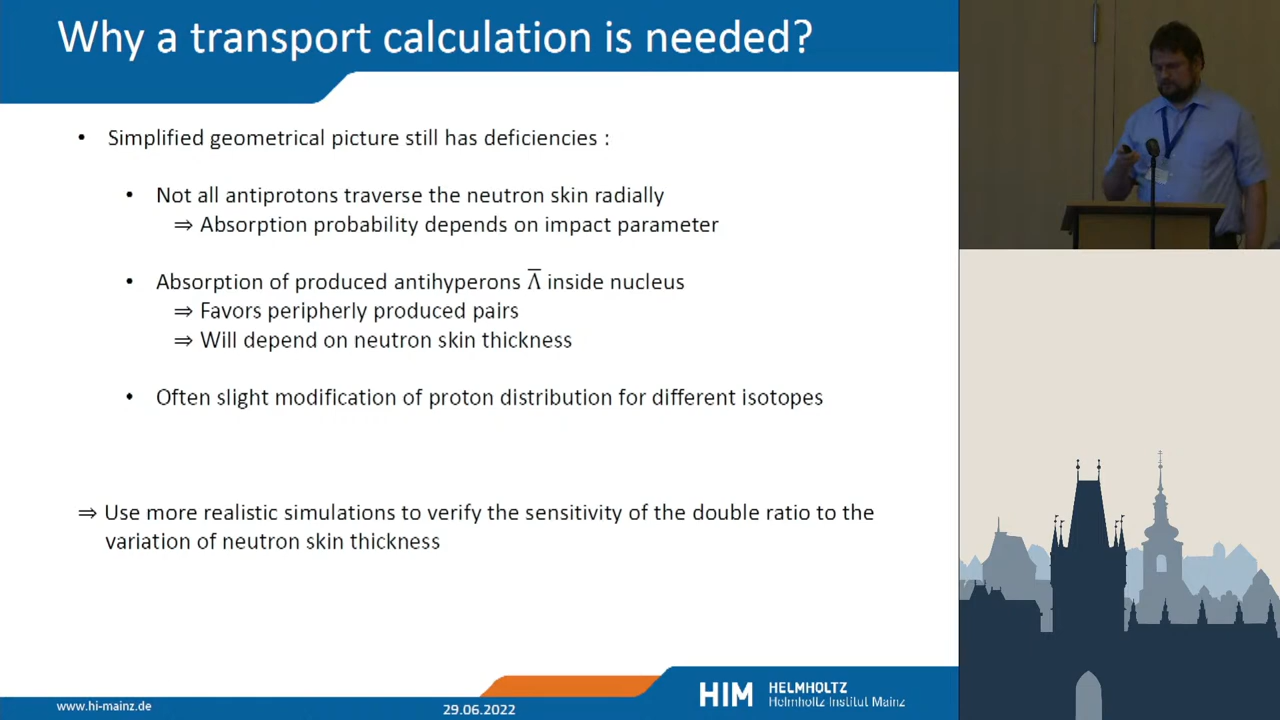 Why a transport calculation is needed?
• Simplified geometrical picture still has deficiencies :
• Not all antiprotons traverse the neutron skin radially
⇒ Absorption probability depends on impact parameter
• Absorption of produced antihyperons Λ̅ inside nucleus
⇒ Favors peripherly produced pairs
⇒ Will depend on neutron skin thickness
• Often slight modification of proton distribution for different isotopes
⇒ Use more realistic simulations to verify the sensitivity of the double ratio to the
variation of neutron skin thickness
www.hi-mainz.de
29.06.2022
HIM HELMHOLTZ
Helmholtz Institut Mainz